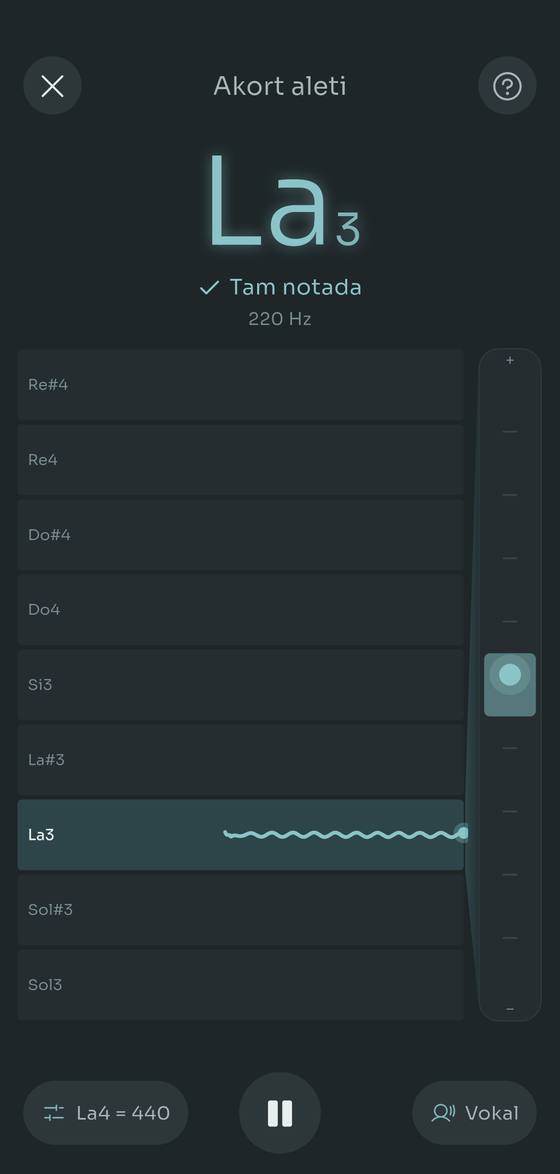 Akort aleti
La3
Tam notada
220 Hz
Re#4
+
Re4
Do#4
Do4
Si3
La#3
La3
Sol#3
Sol3
−
La4 = 440
Vokal